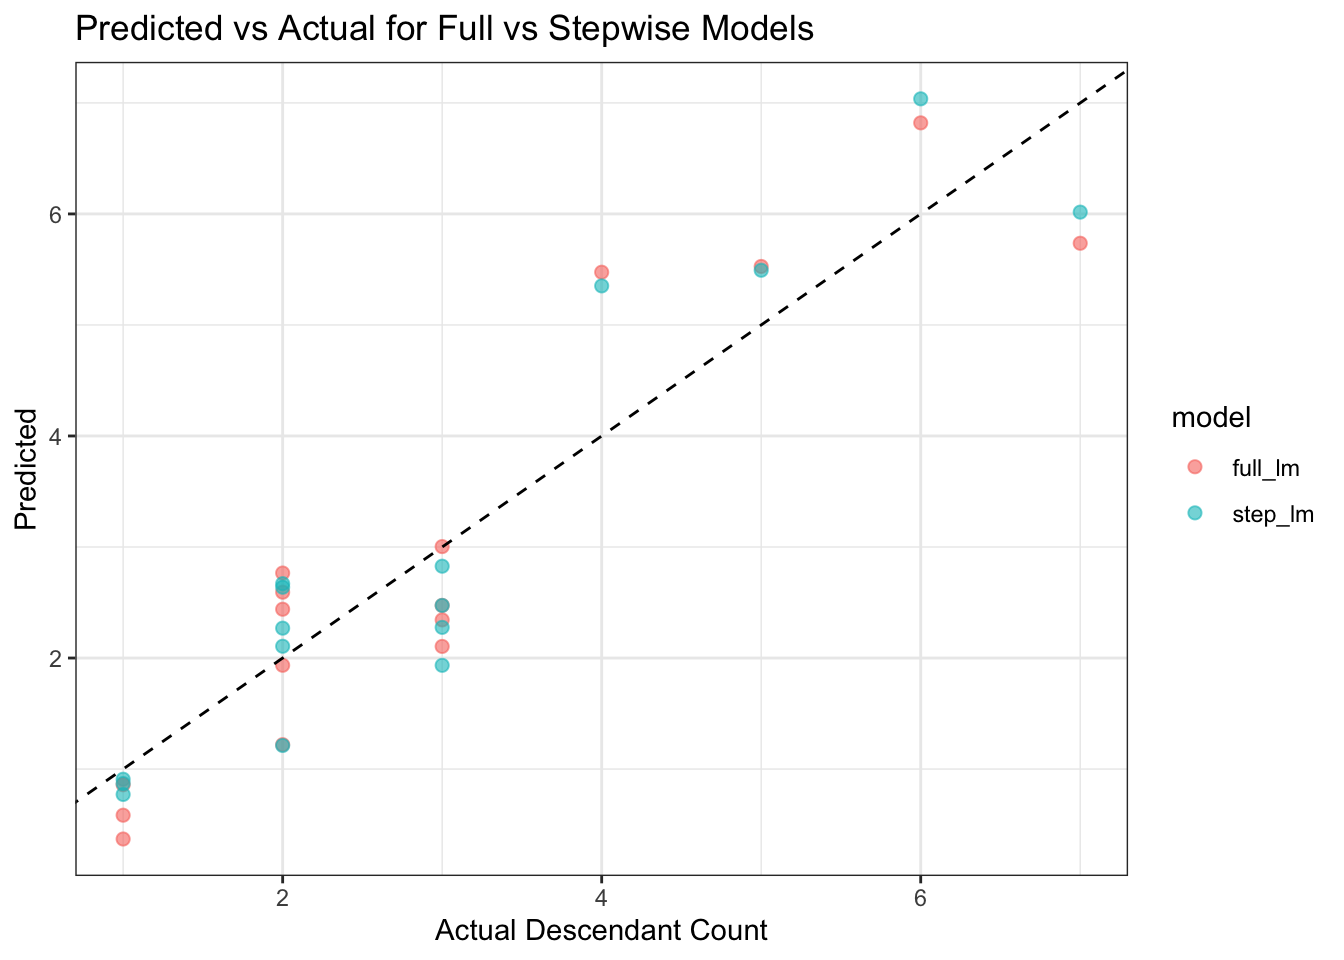 Predicted vs Actual for Full vs Stepwise Models
6
4
2
Predicted
2
4
6
Actual Descendant Count
model
full_lm
step_lm